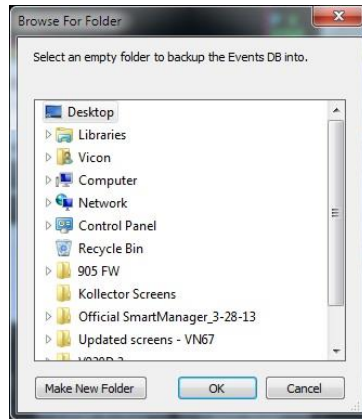 Browse For Folder
Select an empty folder to backup the Events DB into.
Desktop
Libraries
Vicon
Computer
Network
Control Panel
Recycle Bin
905 FW
Kollector Screens
Official SmartManager_3-28-13
Updated screens - VN67
Make New Folder
OK
Cancel